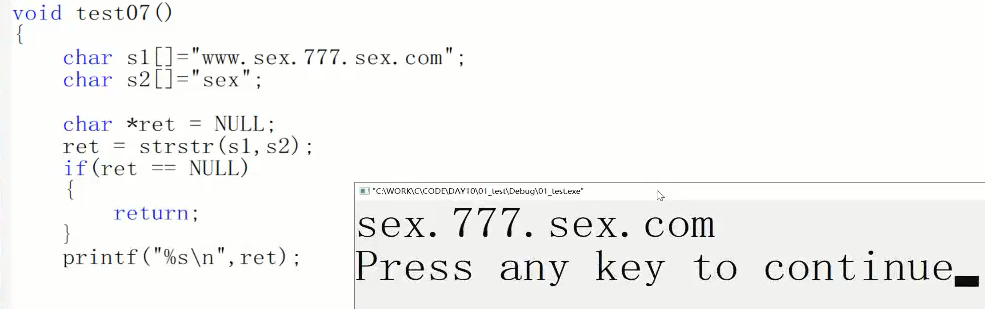 void test07()
{
char s1[]="www.sex.777.sex.com";
char s2[]="sex";
char *ret = NULL;
ret = strstr(s1,s2);
if(ret == NULL)
{
return;
}
printf("%s\n",ret);
"C:\WORK\C\CODE\DAY10\01_test\Debug\01_test.exe"
sex.777.sex.com
Press any key to continue